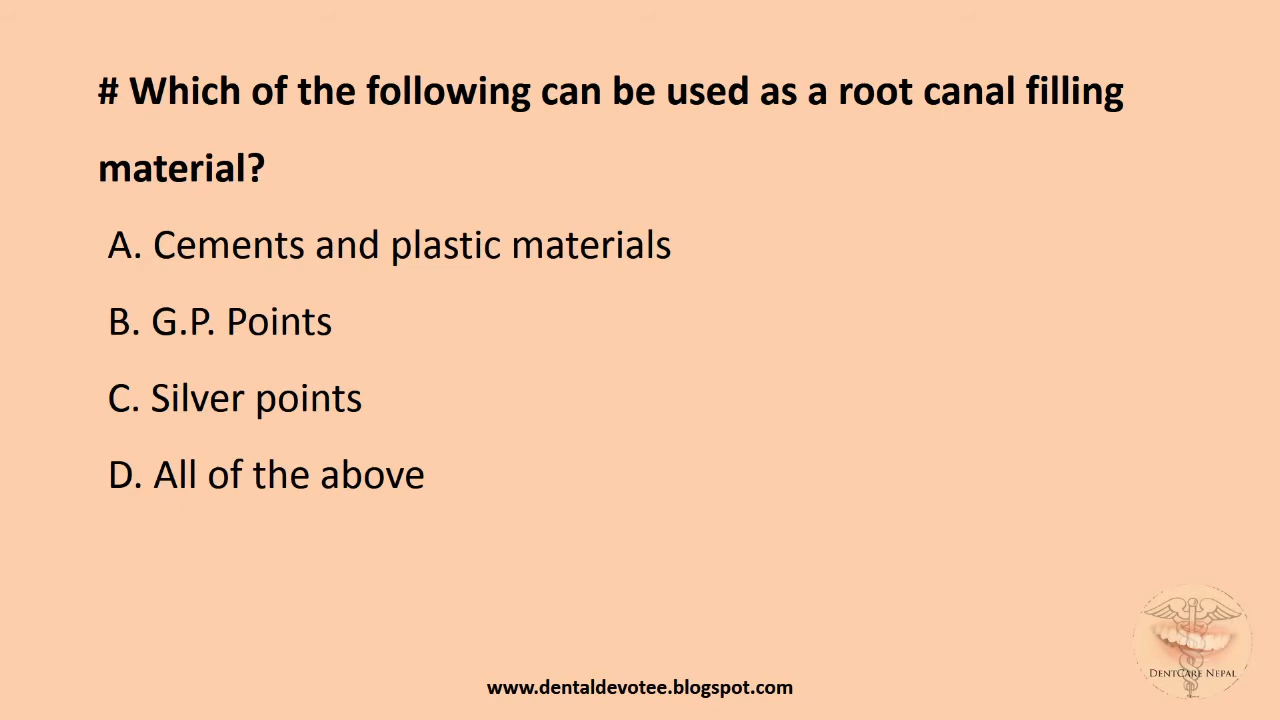 # Which of the following can be used as a root canal filling
material?
A. Cements and plastic materials
B. G.P. Points
C. Silver points
D. All of the above
DENTCARE NEPAL
www.dentaldevotee.blogspot.com